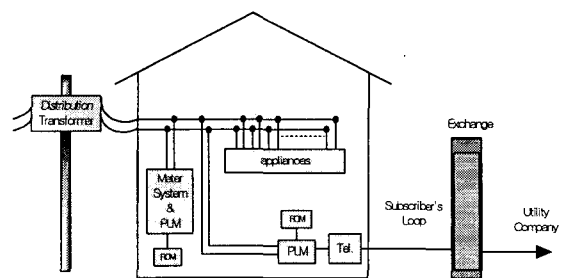 Distribution
Transformer
Exchange
appliances
Meter
System
&
PLM
ROM
ROM
PLM
Tel.
Subscriber's
Loop
Utility
Company